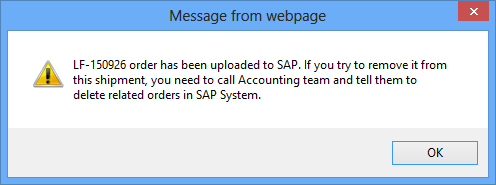 Message from webpage
LF-150926 order has been uploaded to SAP. If you try to remove it from
this shipment, you need to call Accounting team and tell them to
delete related orders in SAP System.
OK